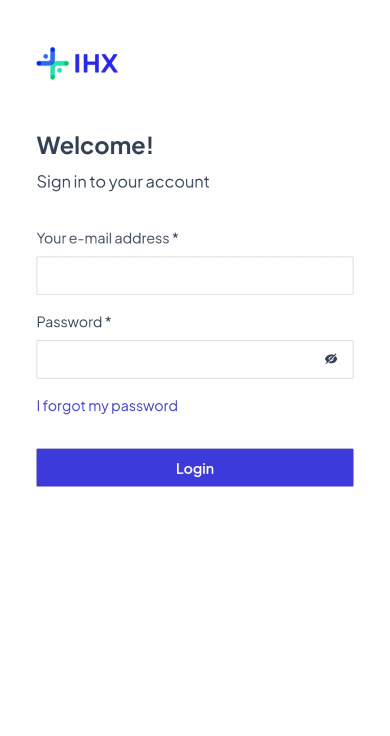 IHX
Welcome!
Sign in to your account
Your e-mail address *
Password *
I forgot my password
Login